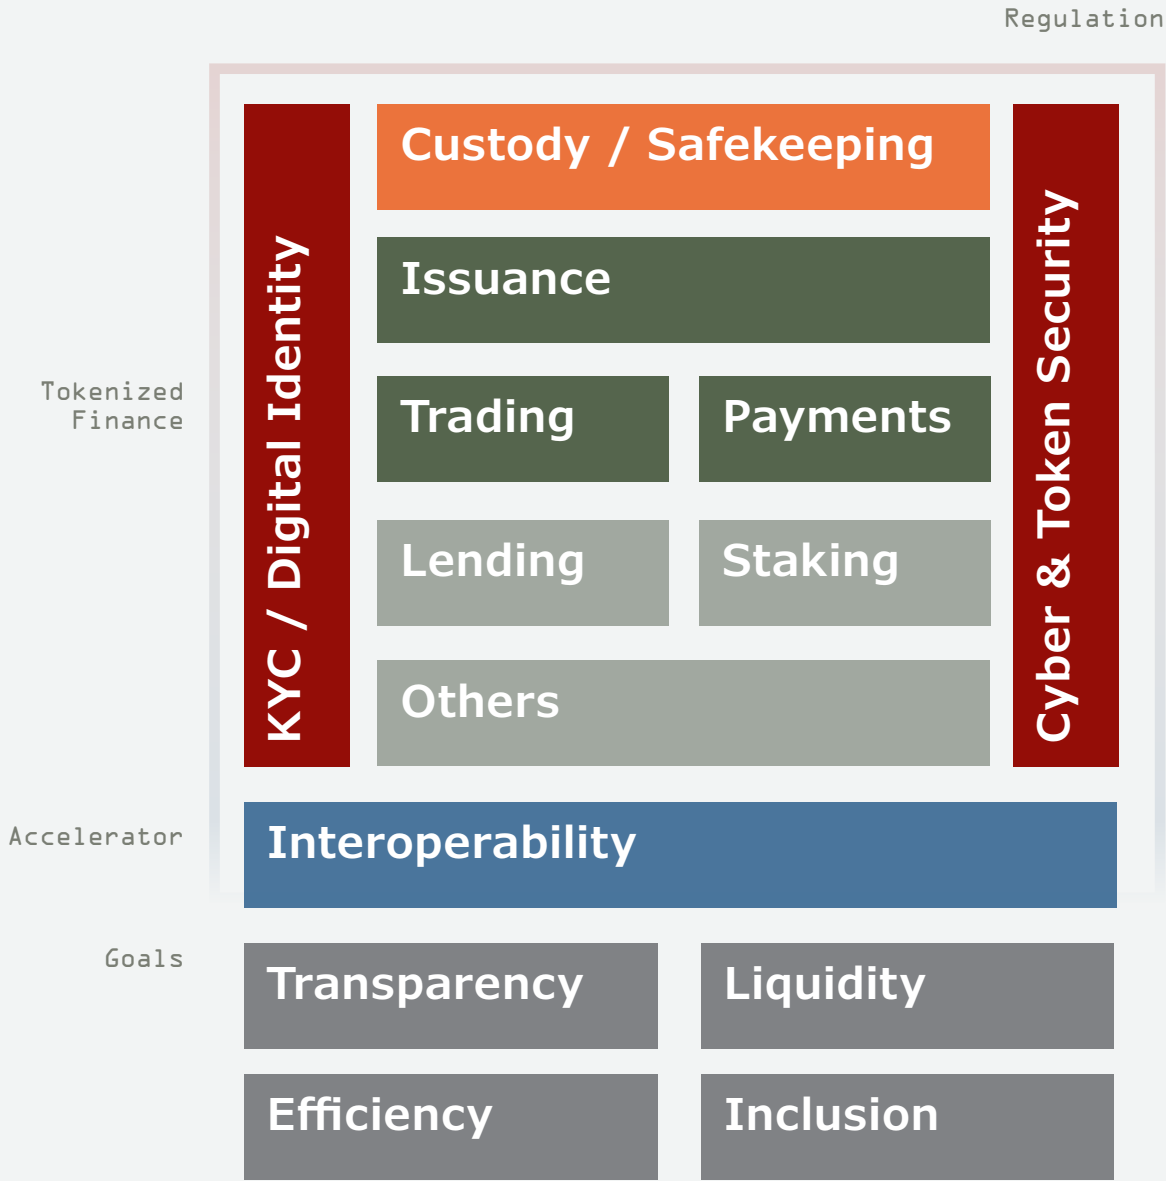 Regulation
Custody / Safekeeping
KYC / Digital Identity
Cyber & Token Security
Issuance
Tokenized
Finance
Trading
Payments
Lending
Staking
Others
Accelerator
Interoperability
Goals
Transparency
Liquidity
Efficiency
Inclusion